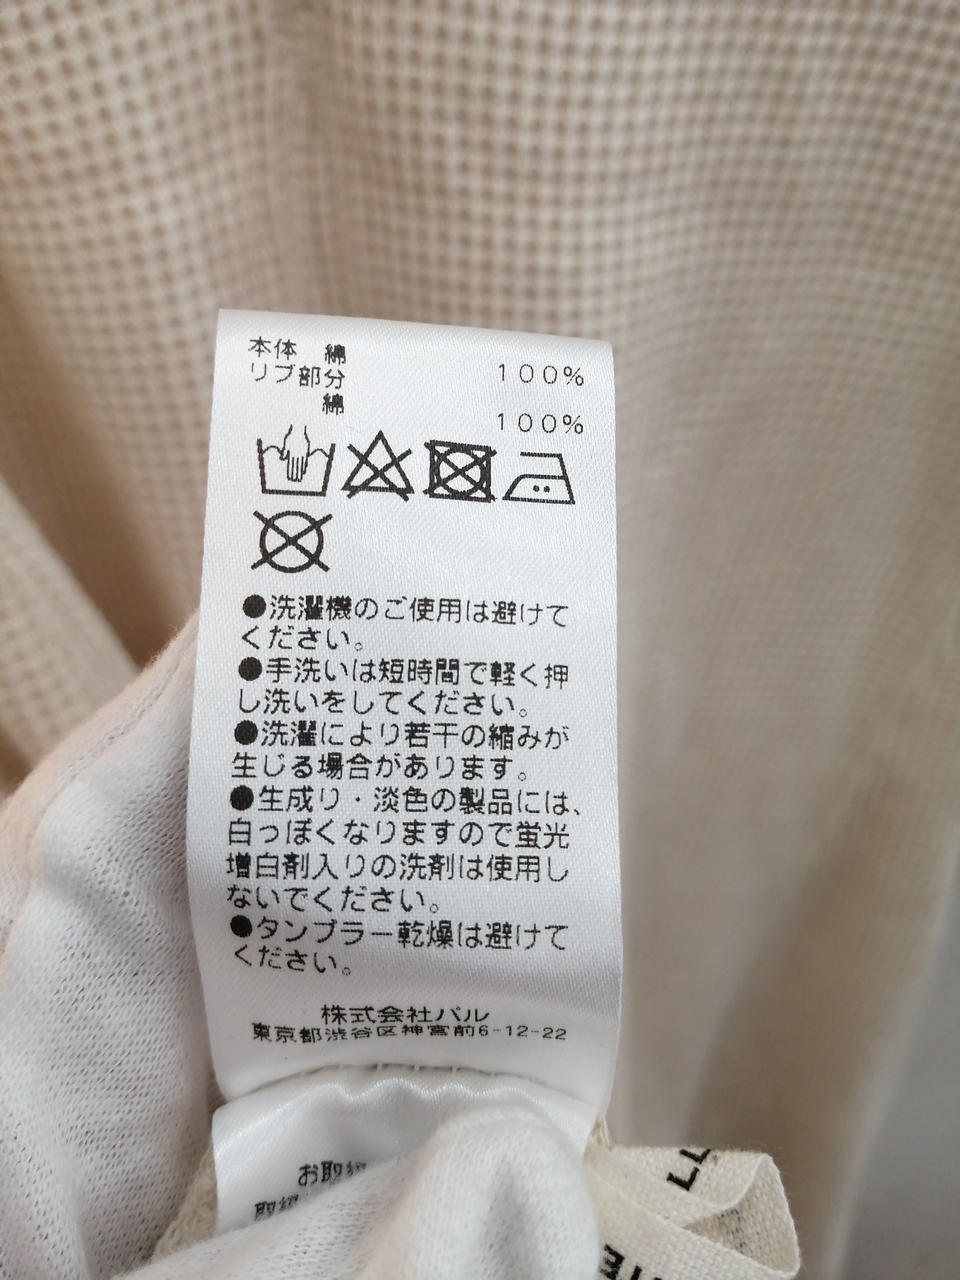 本体 綿 100%
リブ部分
綿 100%
●洗濯機のご使用は避けて
ください。
●手洗いは短時間で軽く押
し洗いをしてください。
●洗濯により若干の縮みが
生じる場合があります。
●生成り・淡色の製品には、
白っぽくなりますので蛍光
増白剤入りの洗剤は使用し
ないでください。
●タンブラー乾燥は避けて
ください。
株式会社パル
東京都渋谷区神宮前6-12-22
お取